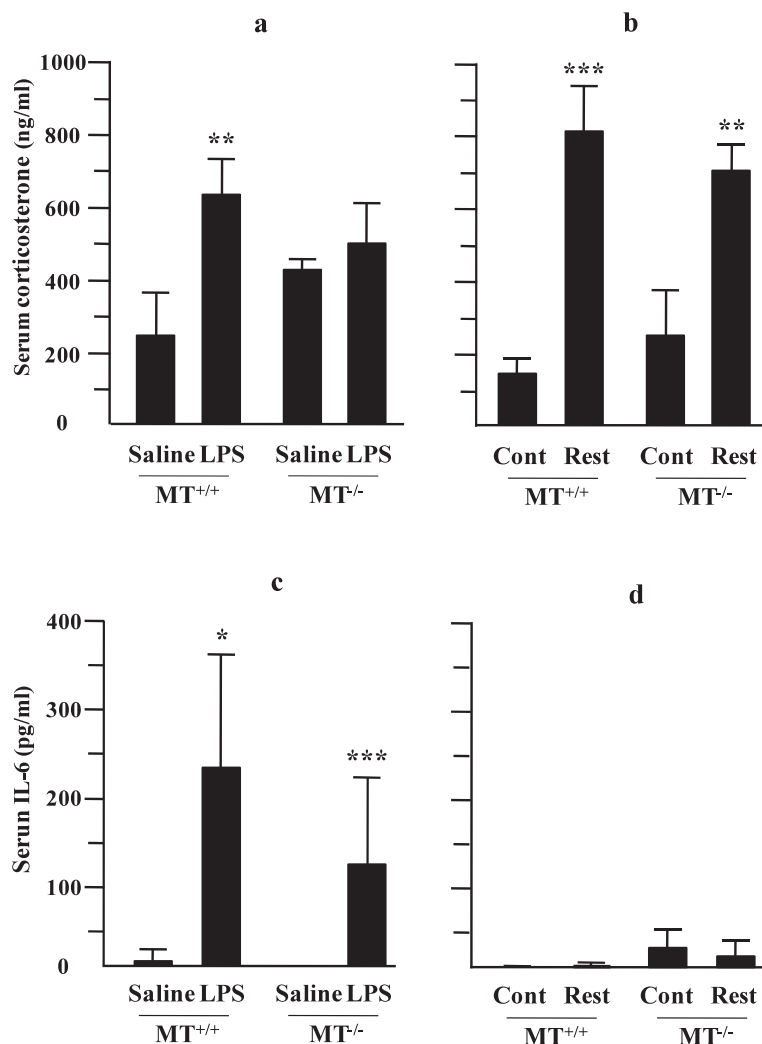 a
b
Serum corticosterone (ng/ml)
1000
800
600
400
200
0
**
***
**
Saline LPS
Saline LPS
MT+/+
MT-/-
Cont Rest
Cont Rest
MT+/+
MT-/-
c
d
Serun IL-6 (pg/ml)
400
300
200
100
0
*
***
Saline LPS
Saline LPS
MT+/+
MT-/-
Cont Rest
Cont Rest
MT+/+
MT-/-